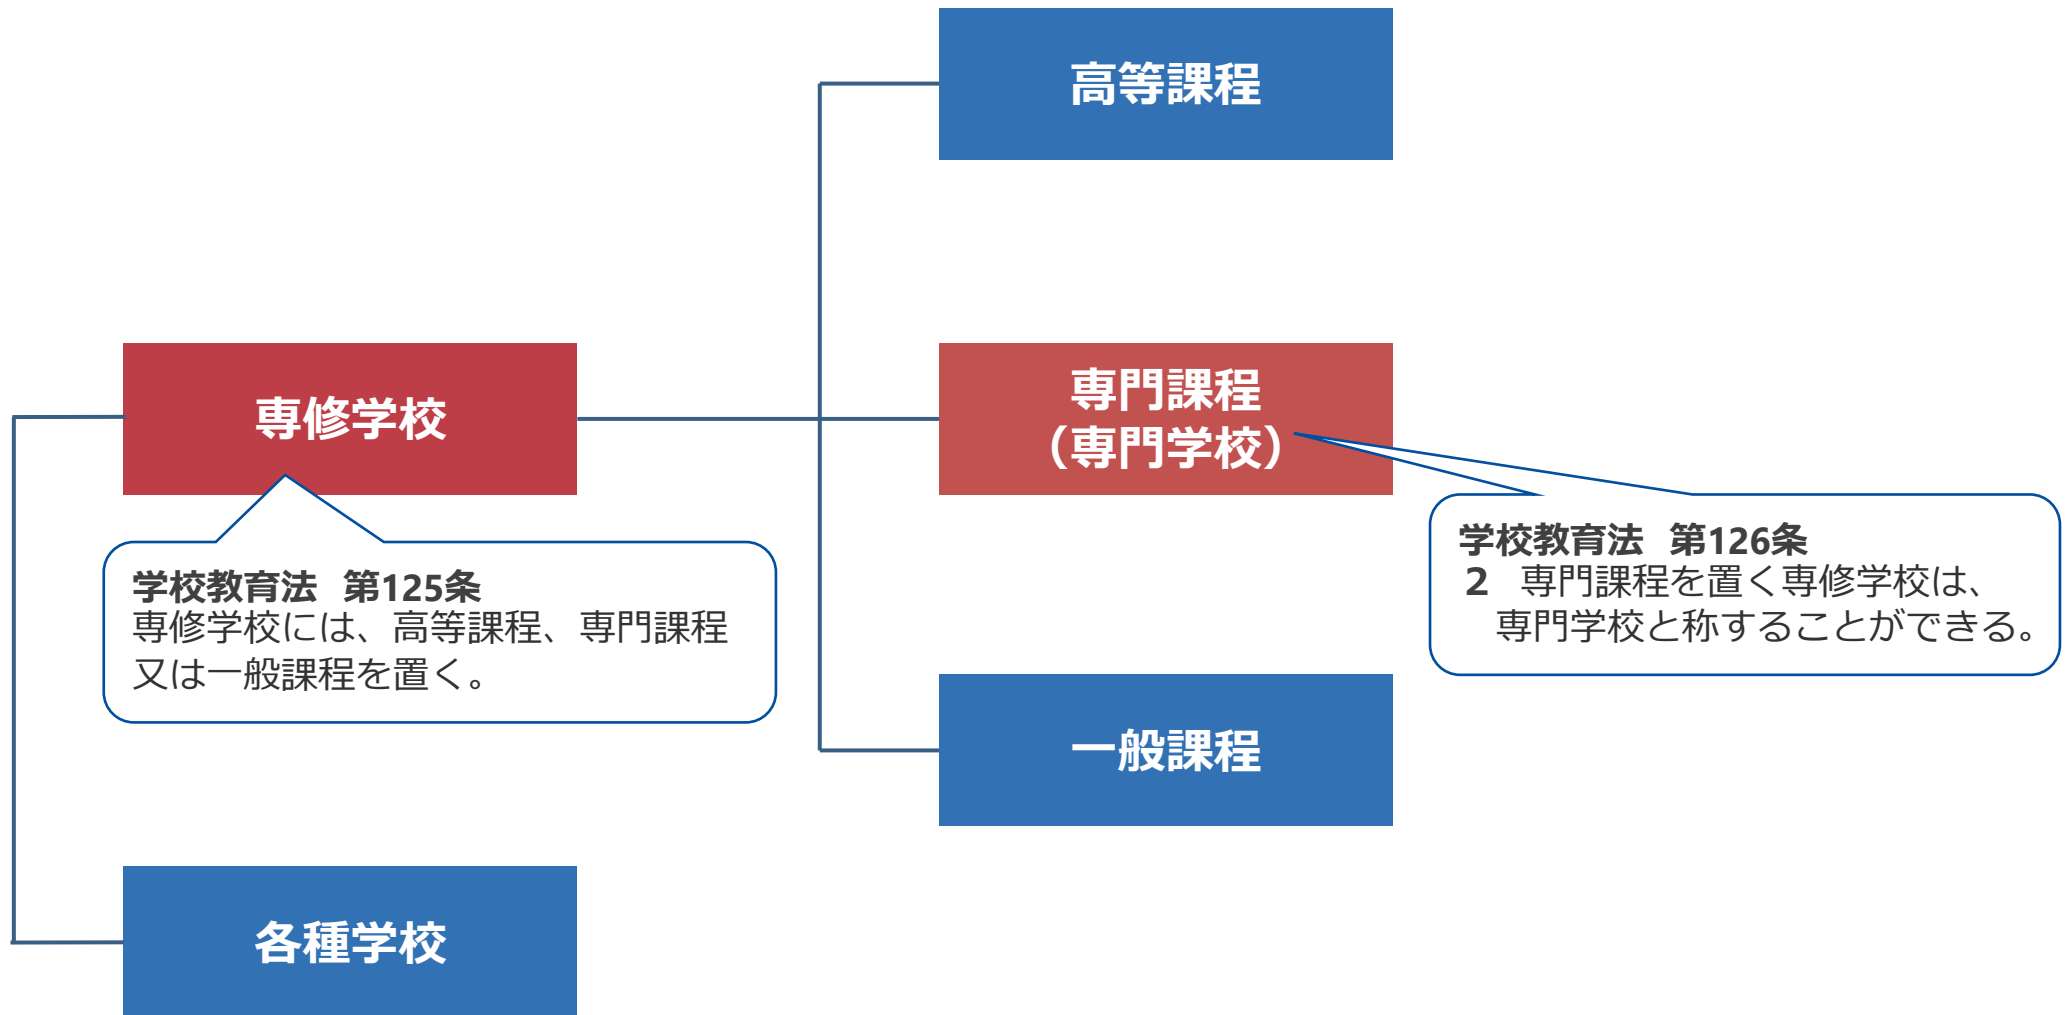 高等課程
専修学校
専門課程
（専門学校）
学校教育法　第125条
専修学校には、高等課程、専門課程
又は一般課程を置く。
学校教育法　第126条
２　専門課程を置く専修学校は、
専門学校と称することができる。
一般課程
各種学校